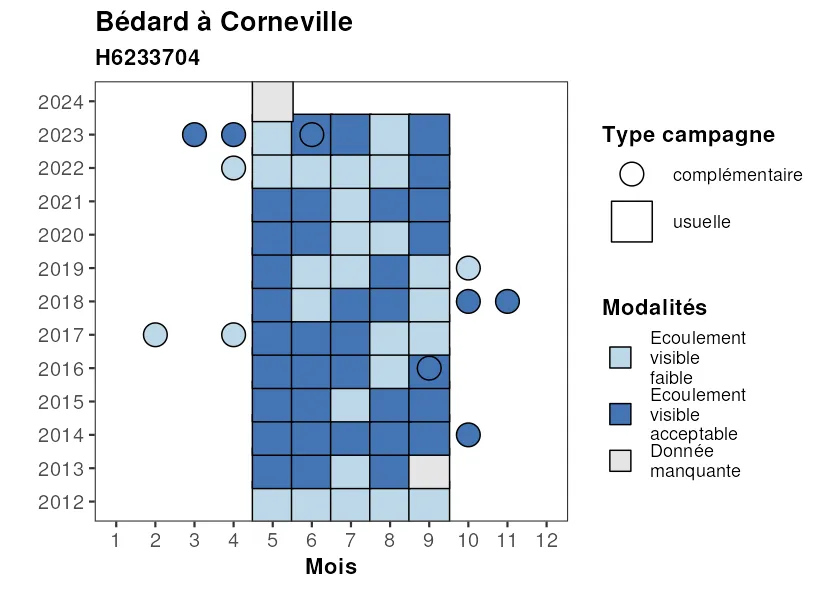 Bédard à Corneville
H6233704
2024
2023
2022
2021
2020
2019
2018
2017
2016
2015
2014
2013
2012
1 2 3 4 5 6 7 8 9 10 11 12
Mois
Type campagne
complémentaire
usuelle
Modalités
Ecoulement
visible
faible
Ecoulement
visible
acceptable
Donnée
manquante